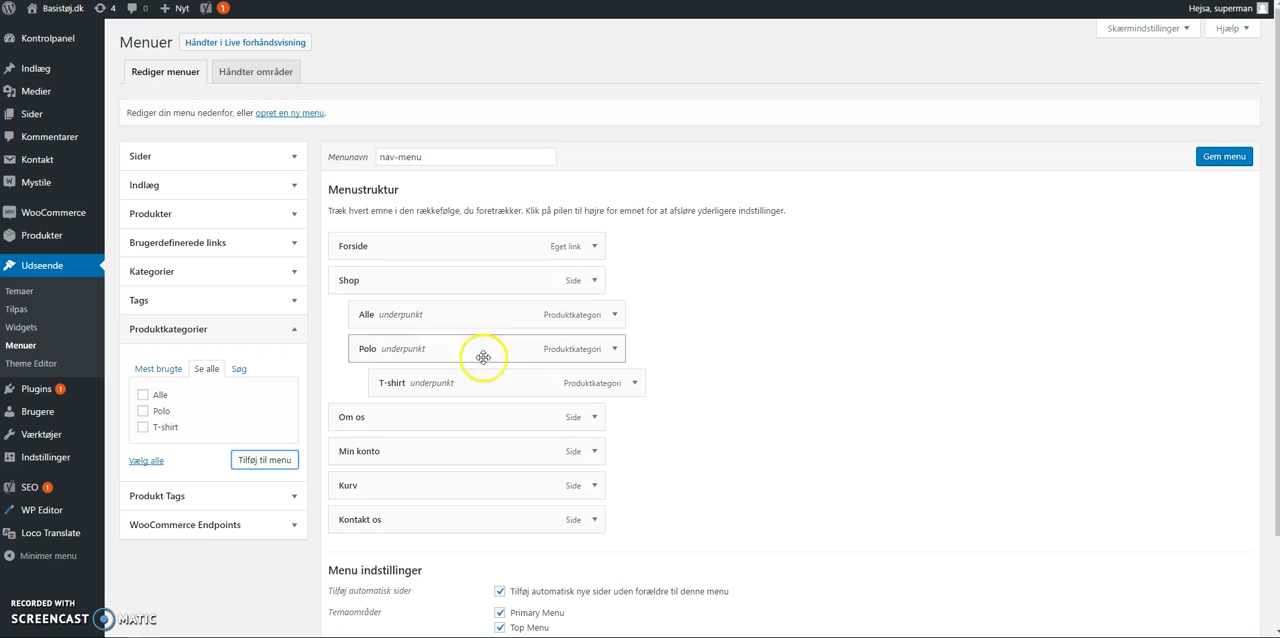 Basistøj.dk 4 0 Nyt 1 Hejsa, superman
Kontrolpanel
Indlæg
Medier
Sider
Kommentarer
Kontakt
Mystile
WooCommerce
Produkter
Udseende
Temaer
Tilpas
Widgets
Menuer
Theme Editor
Plugins 1
Brugere
Værktøjer
Indstillinger
SEO 1
WP Editor
Loco Translate
Minimer menu
Skærmindstillinger Hjælp
Menuer Håndter i Live forhåndsvisning
Rediger menuer Håndter områder
Rediger din menu nedenfor, eller opret en ny menu.
Sider
Indlæg
Produkter
Brugerdefinerede links
Kategorier
Tags
Produktkategorier
Mest brugte Se alle Søg
Alle
Polo
T-shirt
Vælg alle Tilføj til menu
Produkt Tags
WooCommerce Endpoints
Menunavn nav-menu Gem menu
Menustruktur
Træk hvert emne i den rækkefølge, du foretrækker. Klik på pilen til højre for emnet for at afsløre yderligere indstillinger.
Forside Eget link
Shop Side
Alle underpunkt Produktkategori
Polo underpunkt Produktkategori
T-shirt underpunkt Produktkategori
Om os Side
Min konto Side
Kurv Side
Kontakt os Side
Menu indstillinger
Tilføj automatisk sider Tilføj automatisk nye sider uden forældre til denne menu
Temaområder Primary Menu
Top Menu
RECORDED WITH
SCREENCAST MATIC